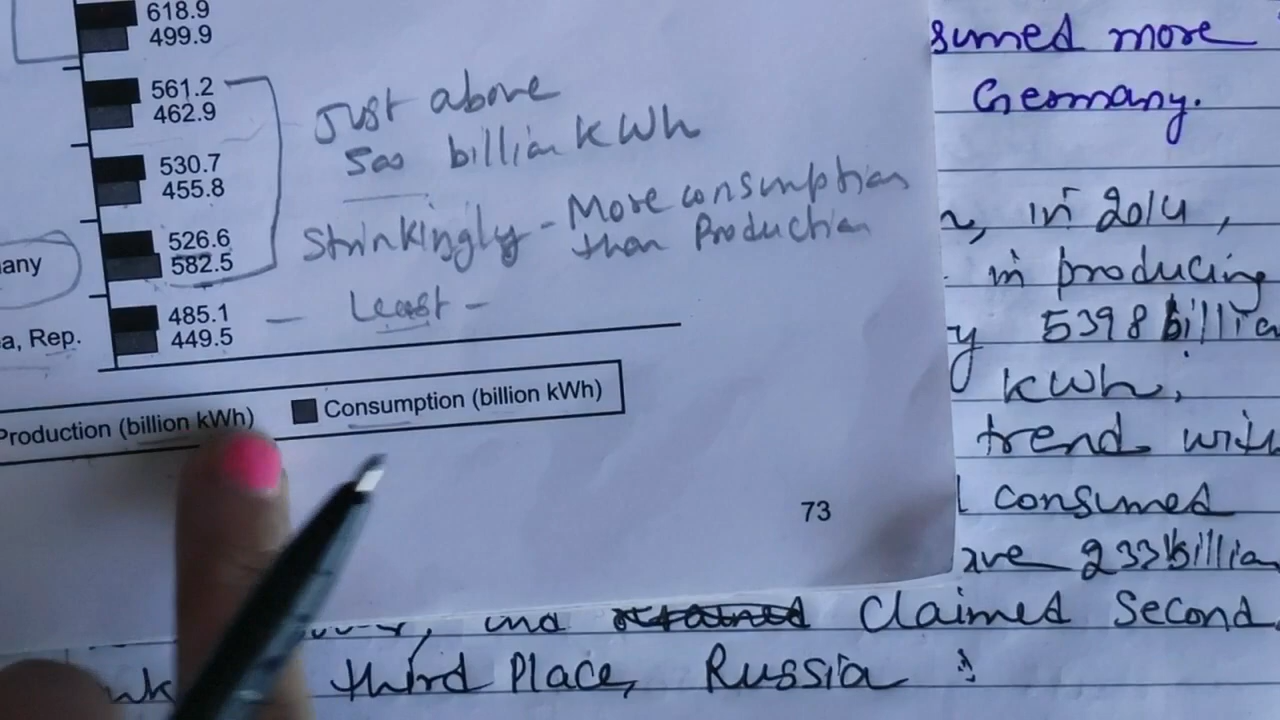 618.9
499.9
561.2
462.9
530.7
455.8
526.6
582.5
any
485.1
449.5
a, Rep.
Production (billion kWh) Consumption (billion kWh)
73
Just above
500 billion kWh
Strinkingly - More consumption
than Production
Least -
sumed more
Germany.
in 2014,
in producing
y 5398 billion
kWh.
trend with
consumed
233 billion
and Claimed Second
third Place, Russia